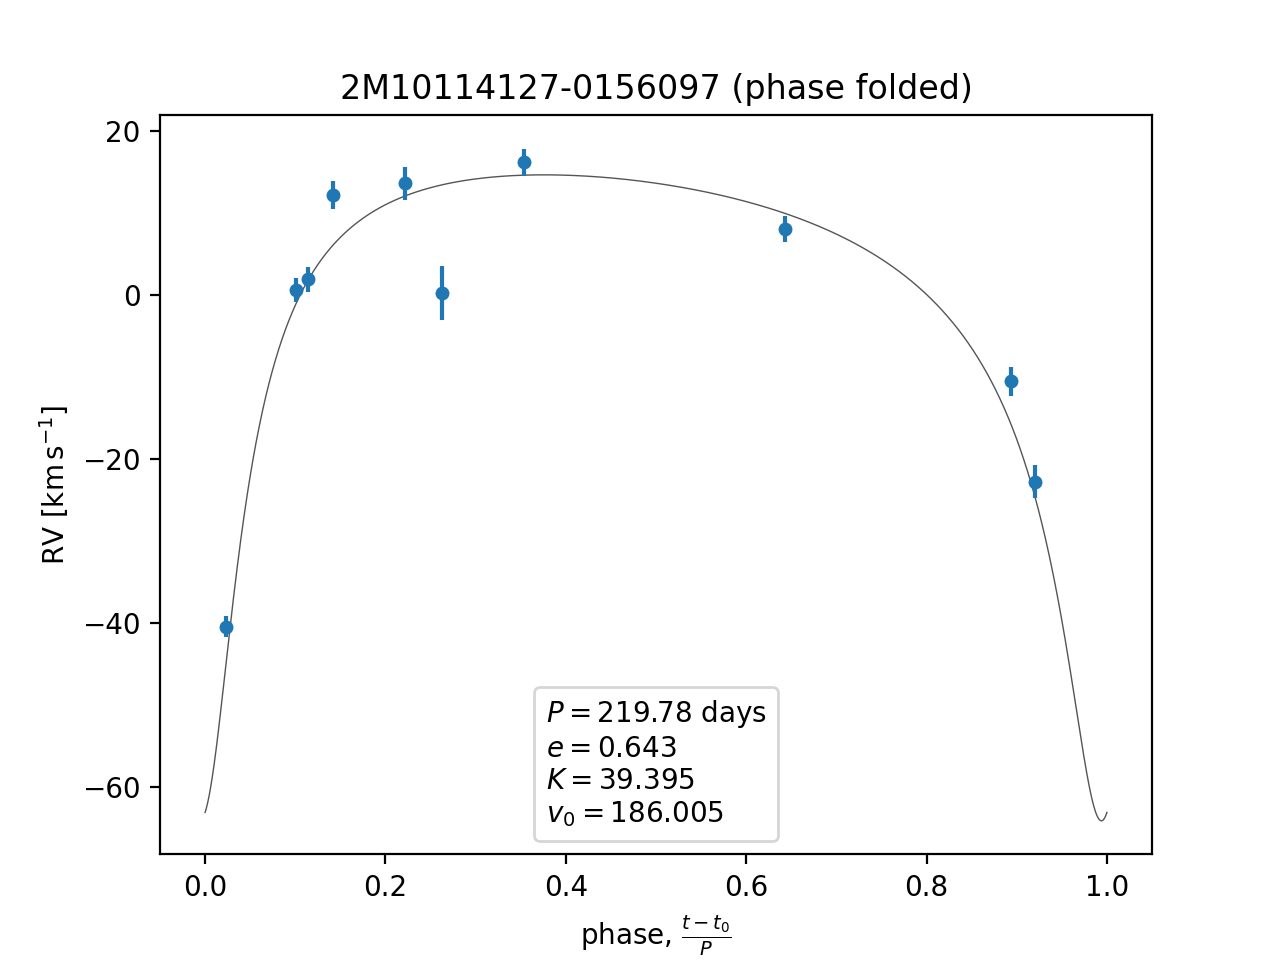 2M10114127-0156097 (phase folded)
20
0
−20
−40
−60
RV [km s⁻¹]
P = 219.78 days
e = 0.643
K = 39.395
v₀ = 186.005
0.0 0.2 0.4 0.6 0.8 1.0
phase, (t − t₀)/P